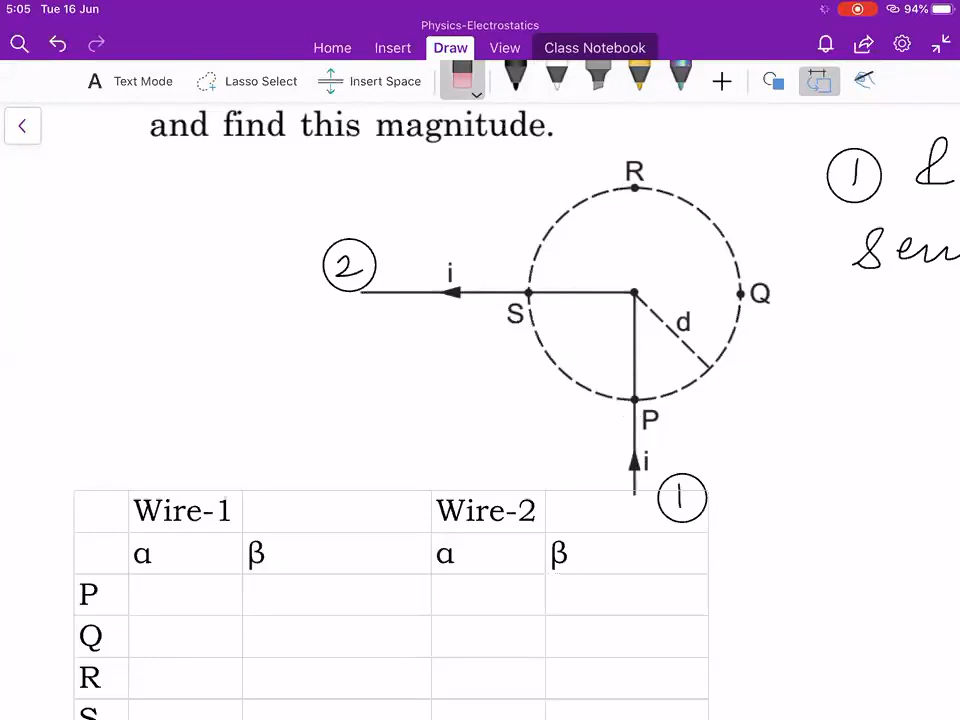 5:05 Tue 16 Jun
94%
Physics-Electrostatics
Home Insert Draw View Class Notebook
A Text Mode Lasso Select Insert Space
and find this magnitude.
R
1
2
i
S
Q
d
P
i
1
Wire-1 Wire-2
α β α β
P
Q
R
S